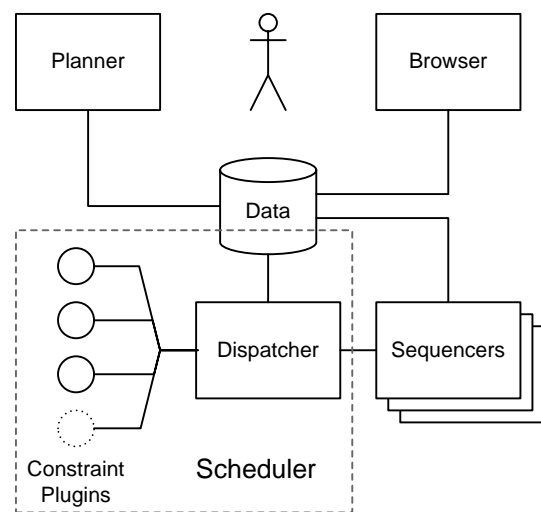 Planner
Browser
Data
Dispatcher
Sequencers
Constraint
Plugins
Scheduler